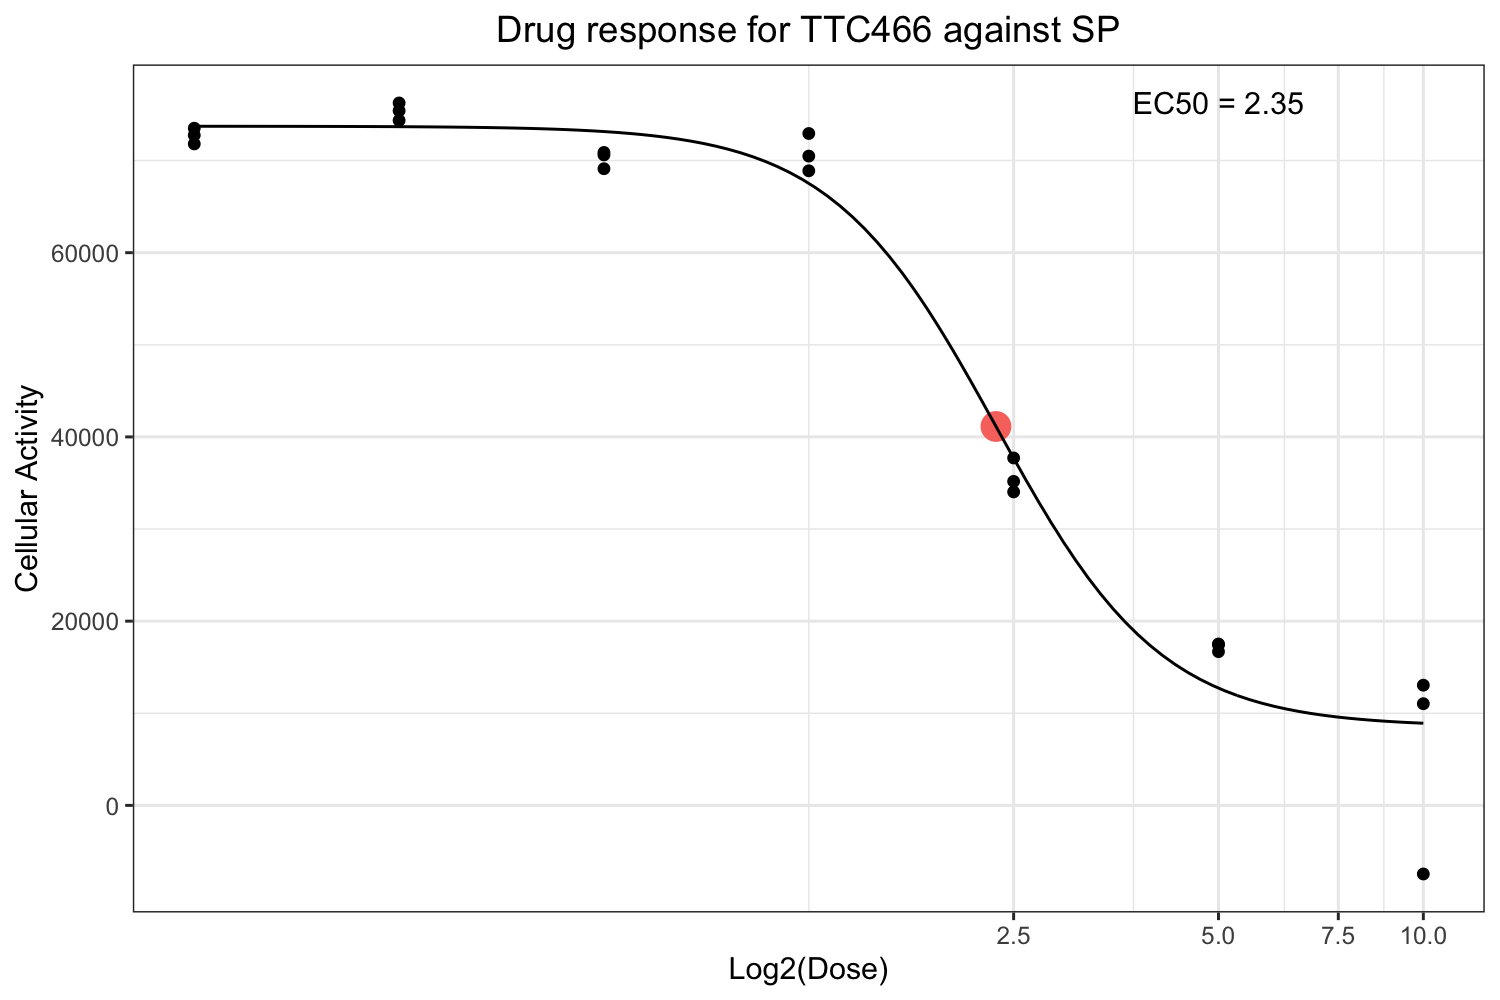 Drug response for TTC466 against SP
EC50 = 2.35
60000
40000
20000
0
Cellular Activity
2.5 5.0 7.5 10.0
Log2(Dose)